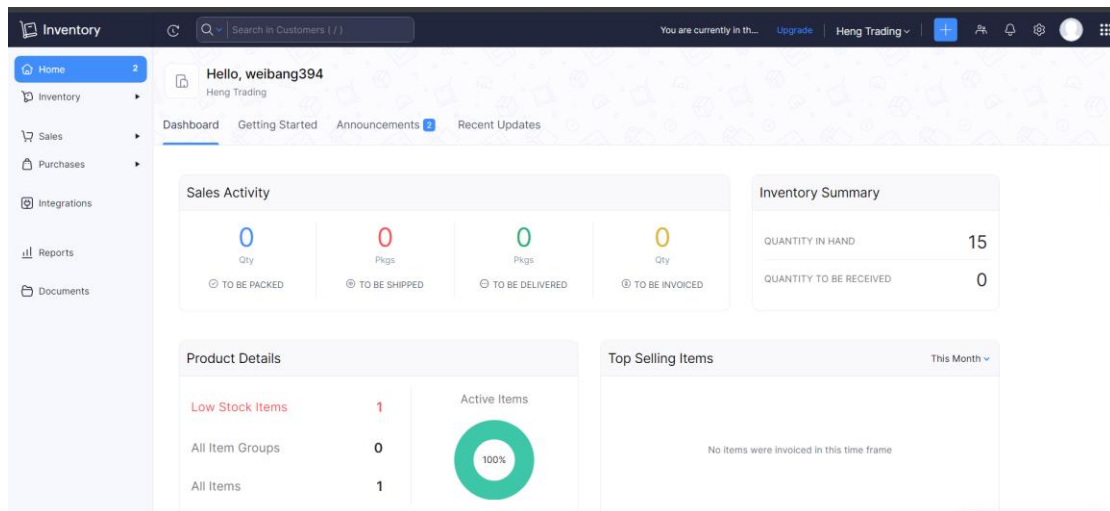 Inventory
Search in Customers ( / )
You are currently in th...
Upgrade
Heng Trading
Home 2
Inventory
Sales
Purchases
Integrations
Reports
Documents
Hello, weibang394
Heng Trading
Dashboard Getting Started Announcements 2 Recent Updates
Sales Activity
0 0 0 0
Qty Pkgs Pkgs Qty
TO BE PACKED TO BE SHIPPED TO BE DELIVERED TO BE INVOICED
Inventory Summary
QUANTITY IN HAND 15
QUANTITY TO BE RECEIVED 0
Product Details
Low Stock Items 1
All Item Groups 0
All Items 1
Active Items
100%
Top Selling Items This Month
No items were invoiced in this time frame